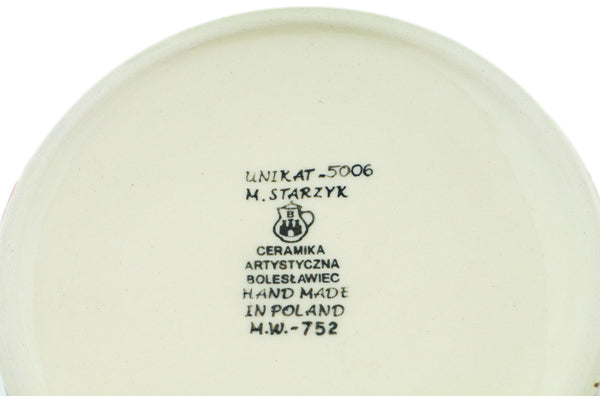 UNIKAT-5006
M. STARZYK
B
CERAMIKA
ARTYSTYCZNA
BOLESŁAWIEC
HAND MADE
IN POLAND
M.W.-752